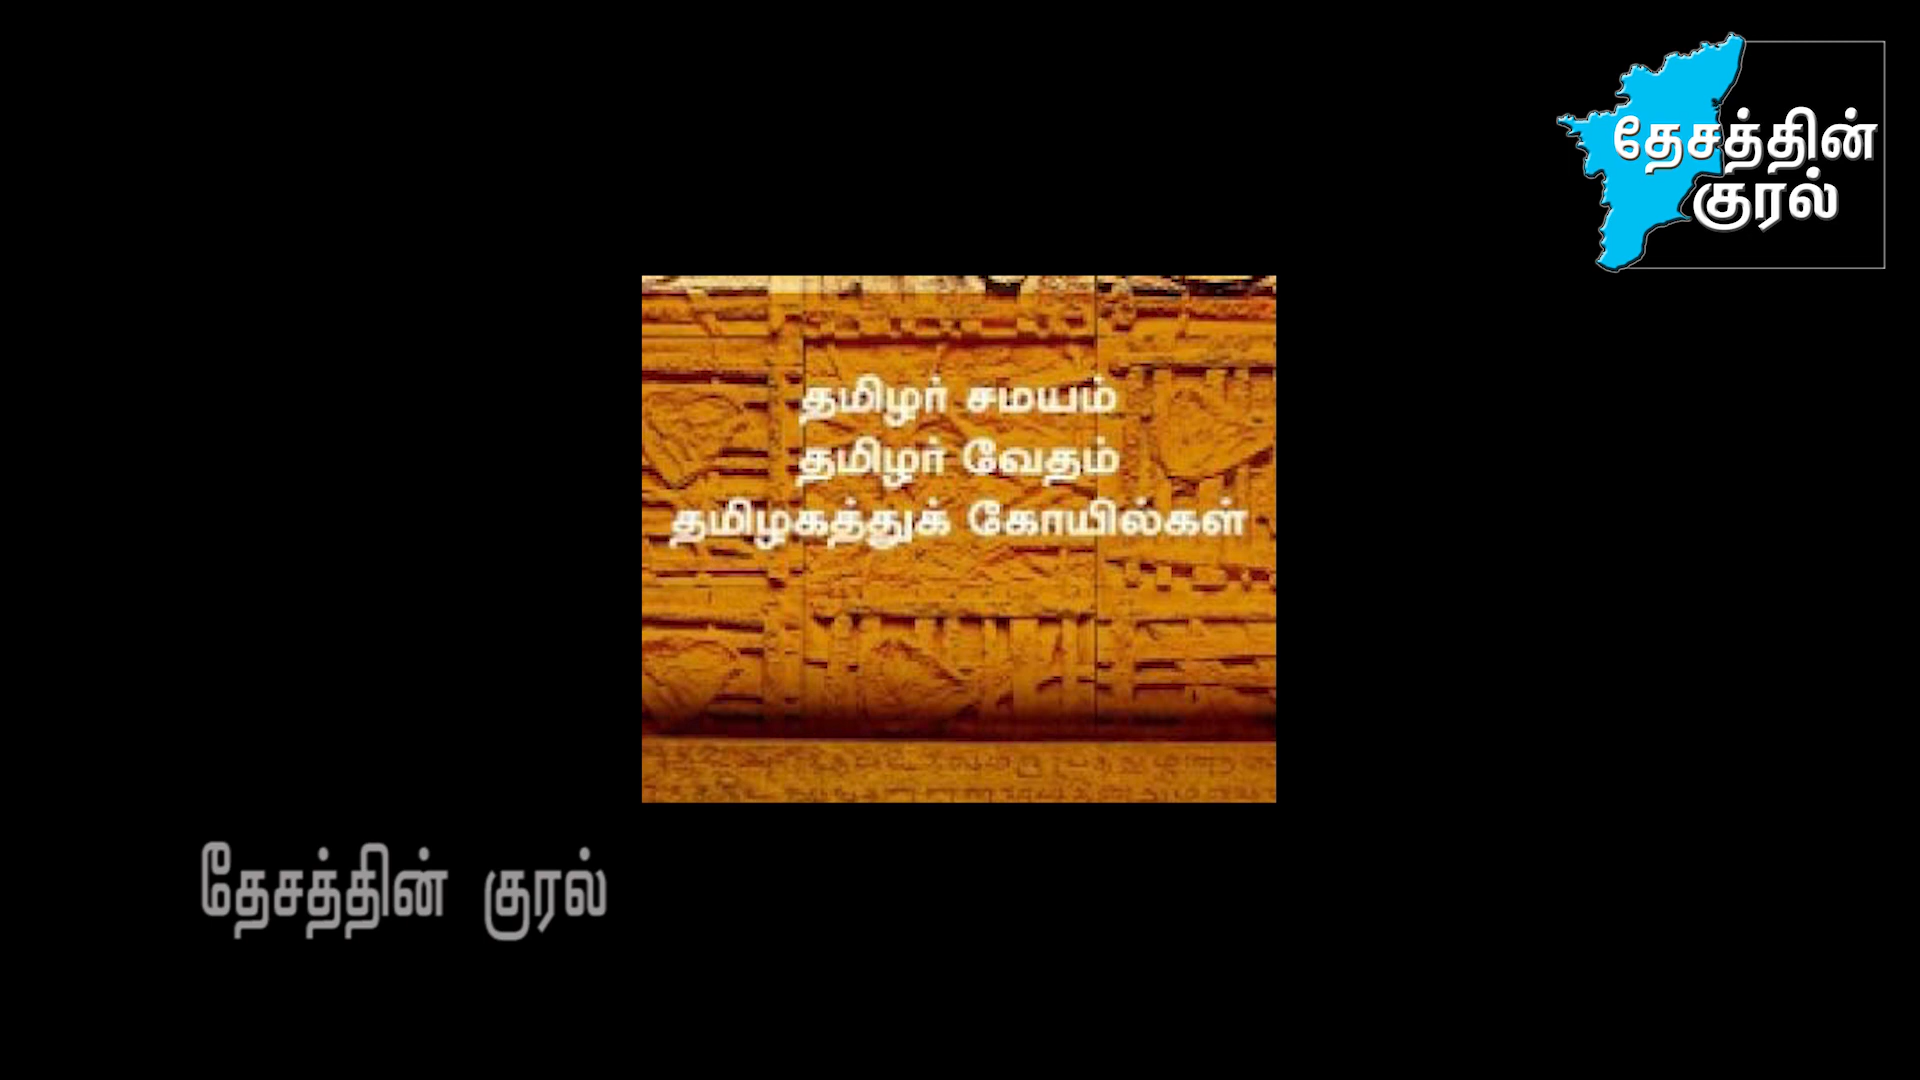 தேசத்தின்
குரல்
தமிழர் சமயம்
தமிழர் வேதம்
தமிழகத்துக் கோயில்கள்
தேசத்தின் குரல்